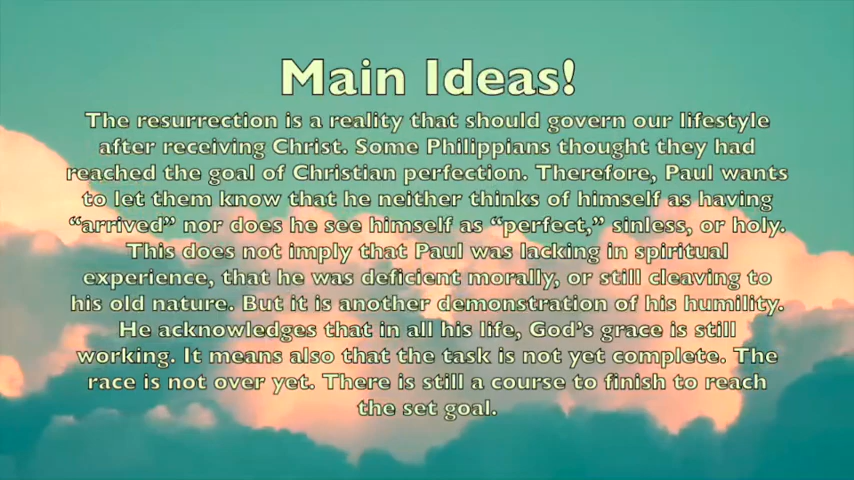 Main Ideas!
The resurrection is a reality that should govern our lifestyle
after receiving Christ. Some Philippians thought they had
reached the goal of Christian perfection. Therefore, Paul wants
to let them know that he neither thinks of himself as having
“arrived” nor does he see himself as “perfect,” sinless, or holy.
This does not imply that Paul was lacking in spiritual
experience, that he was deficient morally, or still cleaving to
his old nature. But it is another demonstration of his humility.
He acknowledges that in all his life, God’s grace is still
working. It means also that the task is not yet complete. The
race is not over yet. There is still a course to finish to reach
the set goal.